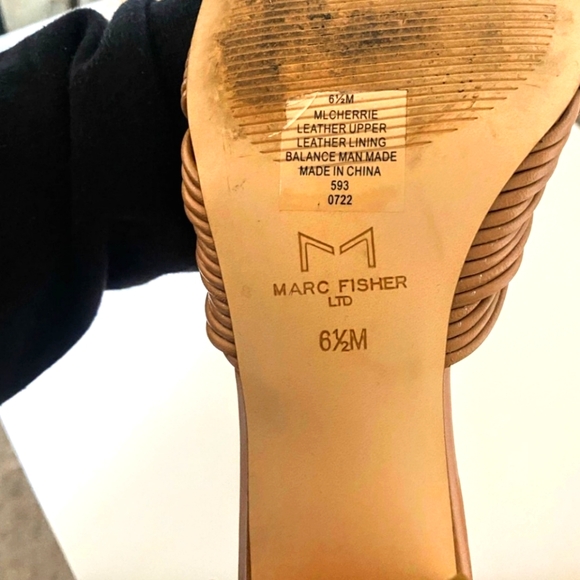 6½M
MLCHERRIE
LEATHER UPPER
LEATHER LINING
BALANCE MAN MADE
MADE IN CHINA
593
0722
MARC FISHER
LTD
6½M